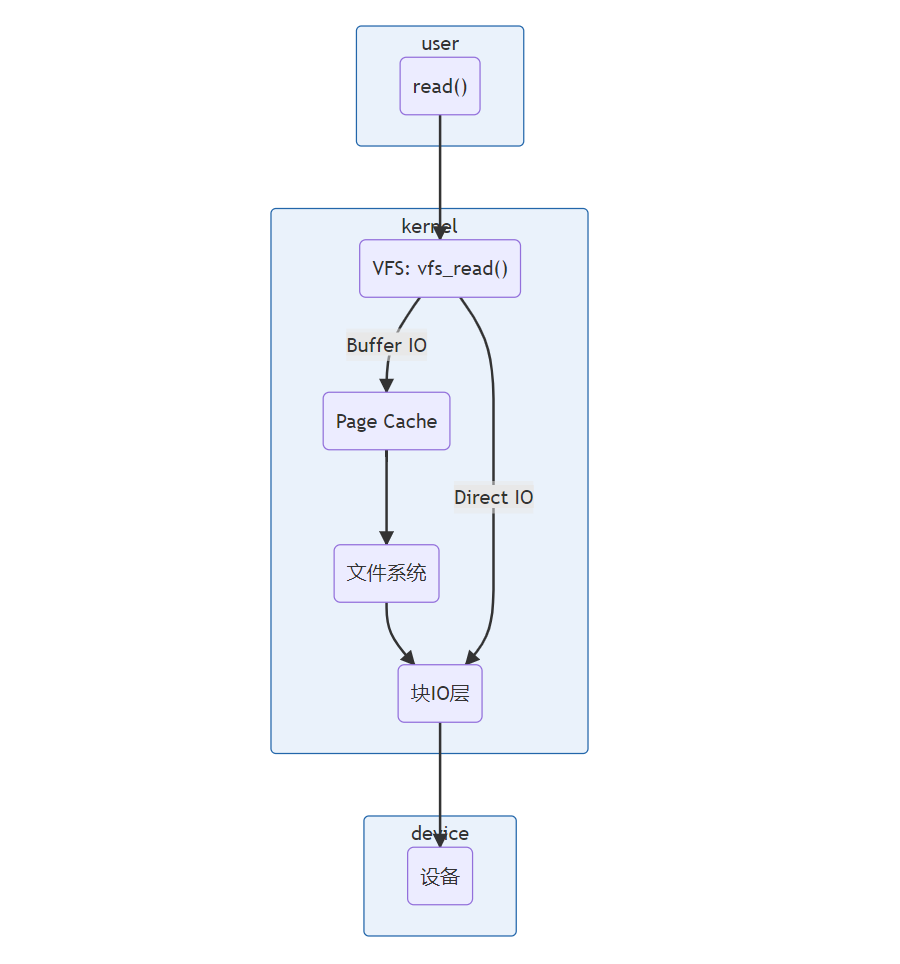 user
read()
kernel
VFS: vfs_read()
Buffer IO
Page Cache
Direct IO
文件系统
块IO层
device
设备